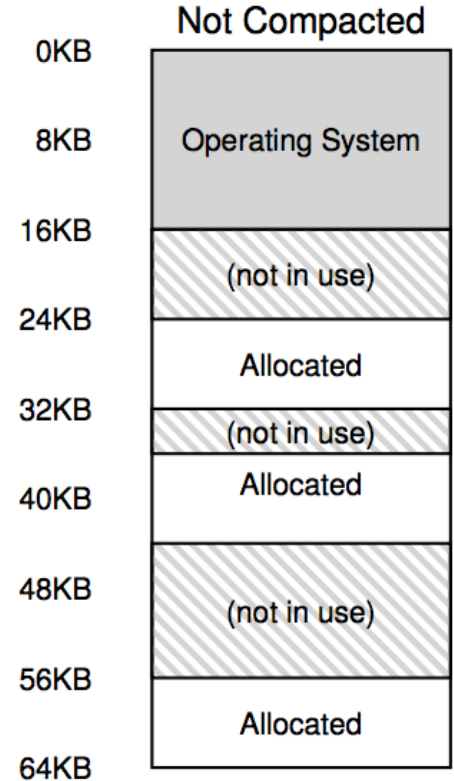 Not Compacted
0KB
8KB
Operating System
16KB
(not in use)
24KB
Allocated
32KB
(not in use)
Allocated
40KB
48KB
(not in use)
56KB
Allocated
64KB